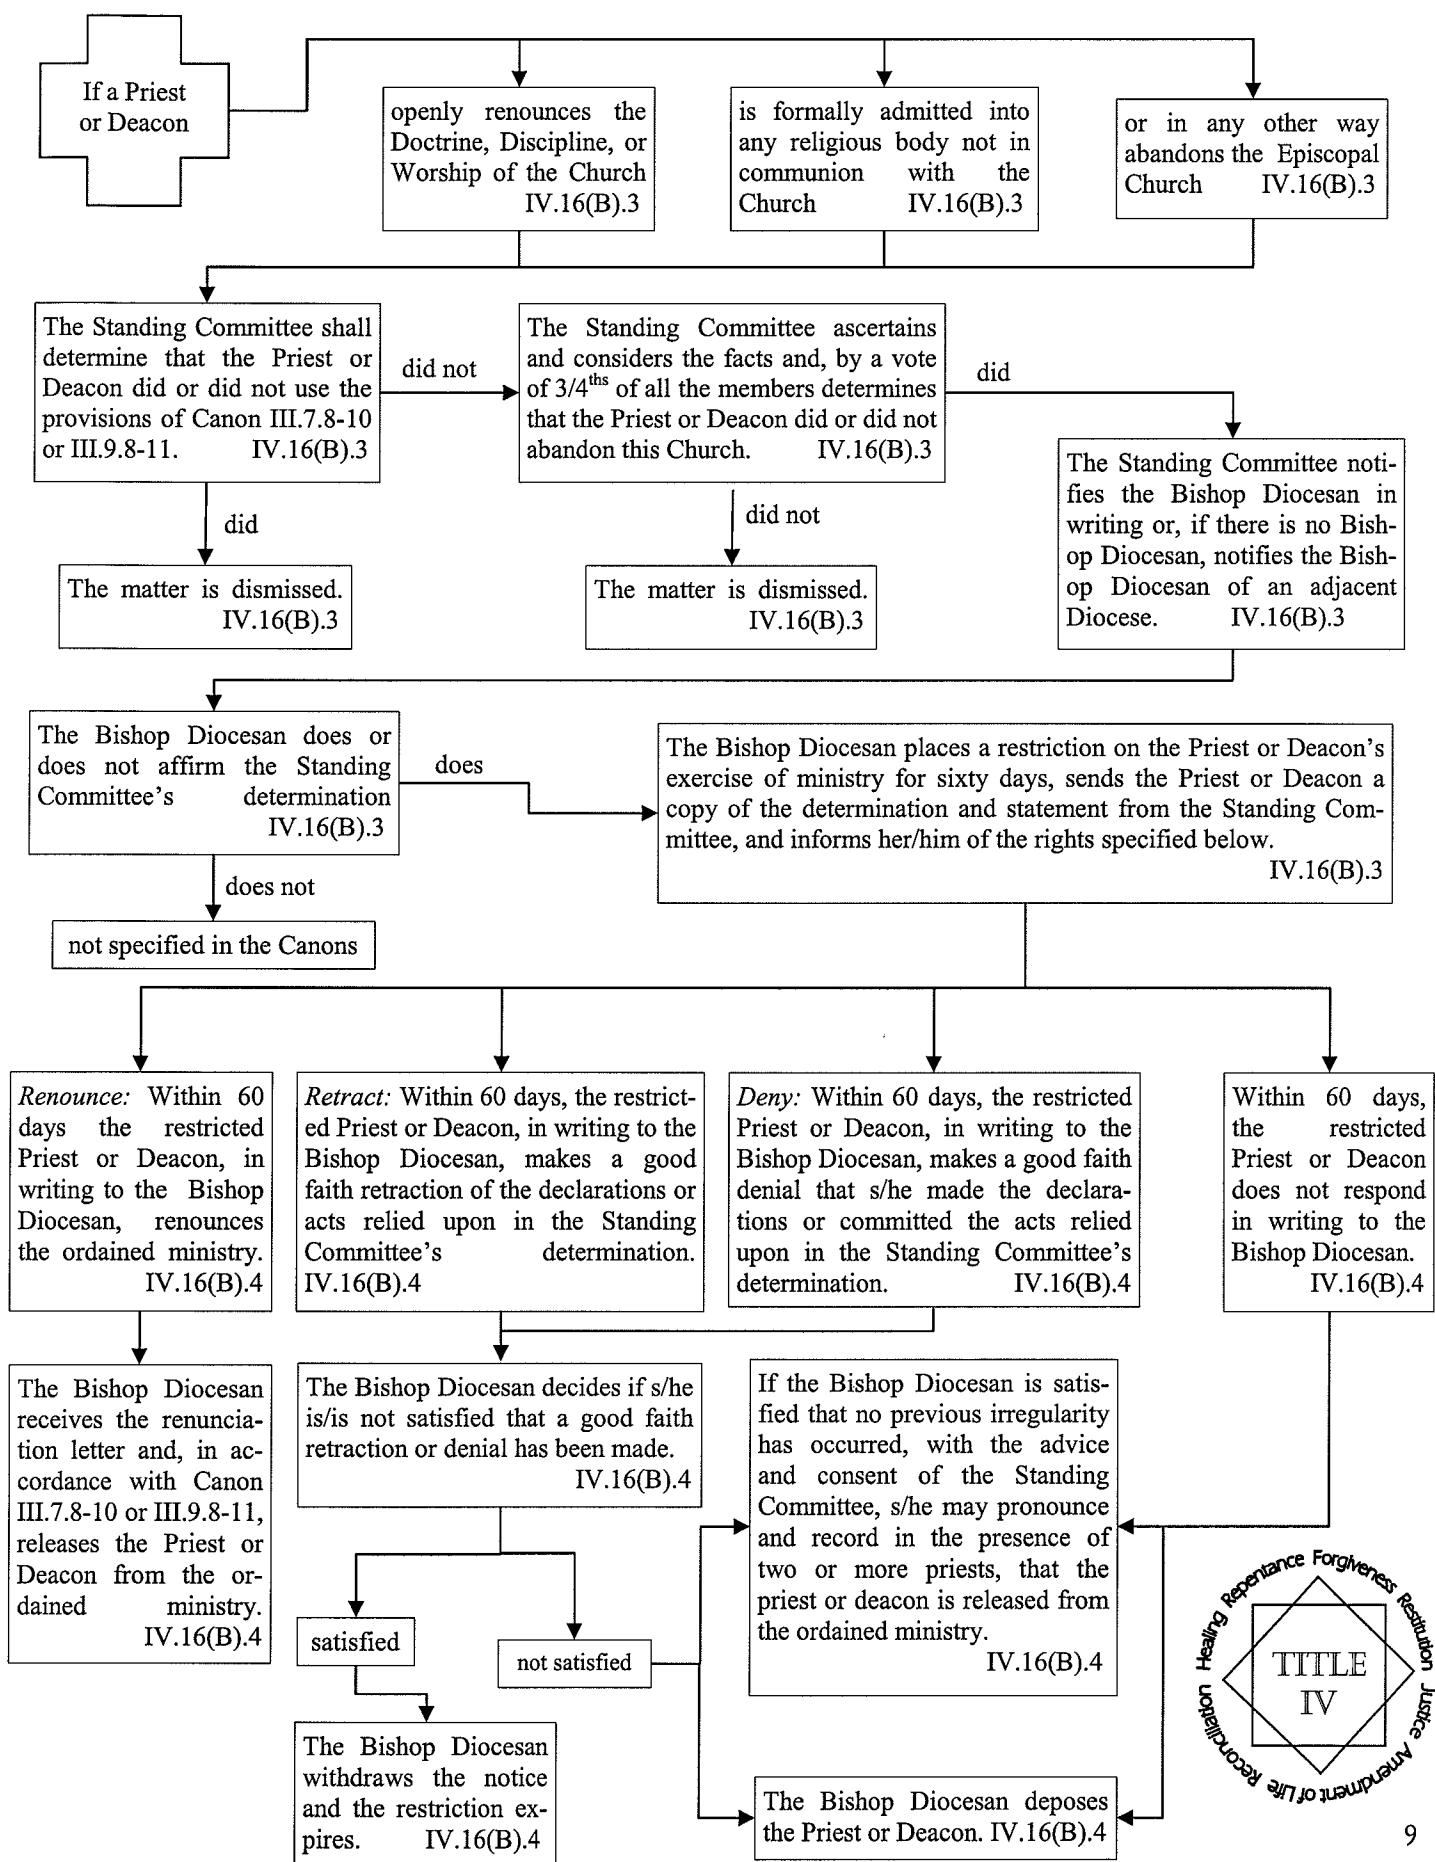 If a Priest
or Deacon
openly renounces the
Doctrine, Discipline, or
Worship of the Church
IV.16(B).3
is formally admitted into
any religious body not in
communion with the
Church IV.16(B).3
or in any other way
abandons the Episcopal
Church IV.16(B).3
The Standing Committee shall
determine that the Priest or
Deacon did or did not use the
provisions of Canon III.7.8-10
or III.9.8-11. IV.16(B).3
did not
The Standing Committee ascertains
and considers the facts and, by a vote
of 3/4ths of all the members determines
that the Priest or Deacon did or did not
abandon this Church. IV.16(B).3
did
The Standing Committee noti-
fies the Bishop Diocesan in
writing or, if there is no Bish-
op Diocesan, notifies the Bish-
op Diocesan of an adjacent
Diocese. IV.16(B).3
did
did not
The matter is dismissed.
IV.16(B).3
The matter is dismissed.
IV.16(B).3
The Bishop Diocesan does or
does not affirm the Standing
Committee's determination
IV.16(B).3
does
The Bishop Diocesan places a restriction on the Priest or Deacon's
exercise of ministry for sixty days, sends the Priest or Deacon a
copy of the determination and statement from the Standing Com-
mittee, and informs her/him of the rights specified below.
IV.16(B).3
does not
not specified in the Canons
Renounce: Within 60
days the restricted
Priest or Deacon, in
writing to the Bishop
Diocesan, renounces
the ordained ministry.
IV.16(B).4
Retract: Within 60 days, the restrict-
ed Priest or Deacon, in writing to the
Bishop Diocesan, makes a good
faith retraction of the declarations or
acts relied upon in the Standing
Committee's determination.
IV.16(B).4
Deny: Within 60 days, the restricted
Priest or Deacon, in writing to the
Bishop Diocesan, makes a good faith
denial that s/he made the declara-
tions or committed the acts relied
upon in the Standing Committee's
determination. IV.16(B).4
Within 60 days,
the restricted
Priest or Deacon
does not respond
in writing to the
Bishop Diocesan.
IV.16(B).4
The Bishop Diocesan
receives the renuncia-
tion letter and, in ac-
cordance with Canon
III.7.8-10 or III.9.8-11,
releases the Priest or
Deacon from the or-
dained ministry.
IV.16(B).4
The Bishop Diocesan decides if s/he
is/is not satisfied that a good faith
retraction or denial has been made.
IV.16(B).4
If the Bishop Diocesan is satis-
fied that no previous irregularity
has occurred, with the advice
and consent of the Standing
Committee, s/he may pronounce
and record in the presence of
two or more priests, that the
priest or deacon is released from
the ordained ministry.
IV.16(B).4
satisfied
not satisfied
The Bishop Diocesan
withdraws the notice
and the restriction ex-
pires. IV.16(B).4
The Bishop Diocesan deposes
the Priest or Deacon. IV.16(B).4
Healing Repentance Forgiveness Restitution Justice Amendment of Life Reconciliation
TITLE
IV
9